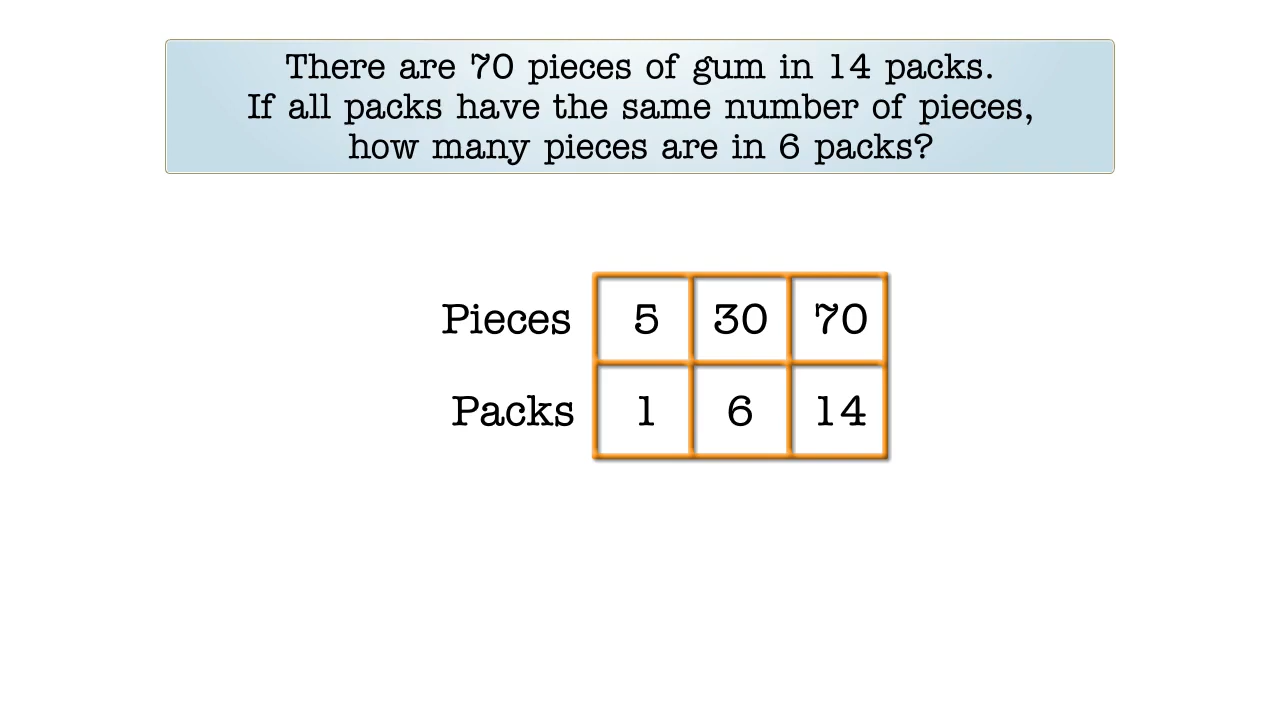 There are 70 pieces of gum in 14 packs.
If all packs have the same number of pieces,
how many pieces are in 6 packs?
Pieces 5 30 70
Packs 1 6 14